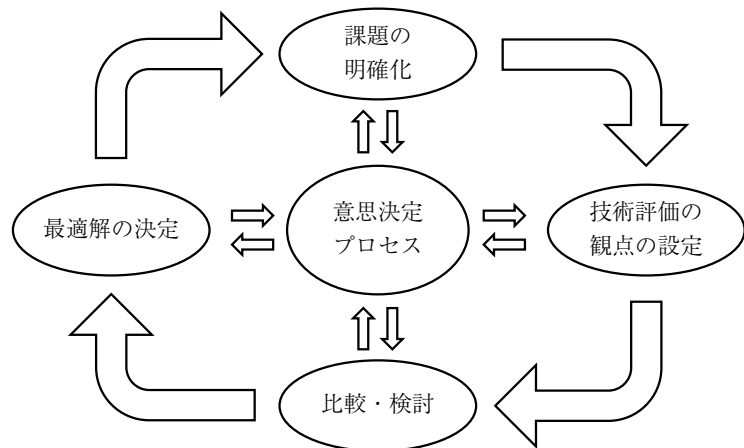 課題の
明確化
最適解の決定
意思決定
プロセス
技術評価の
観点の設定
比較・検討